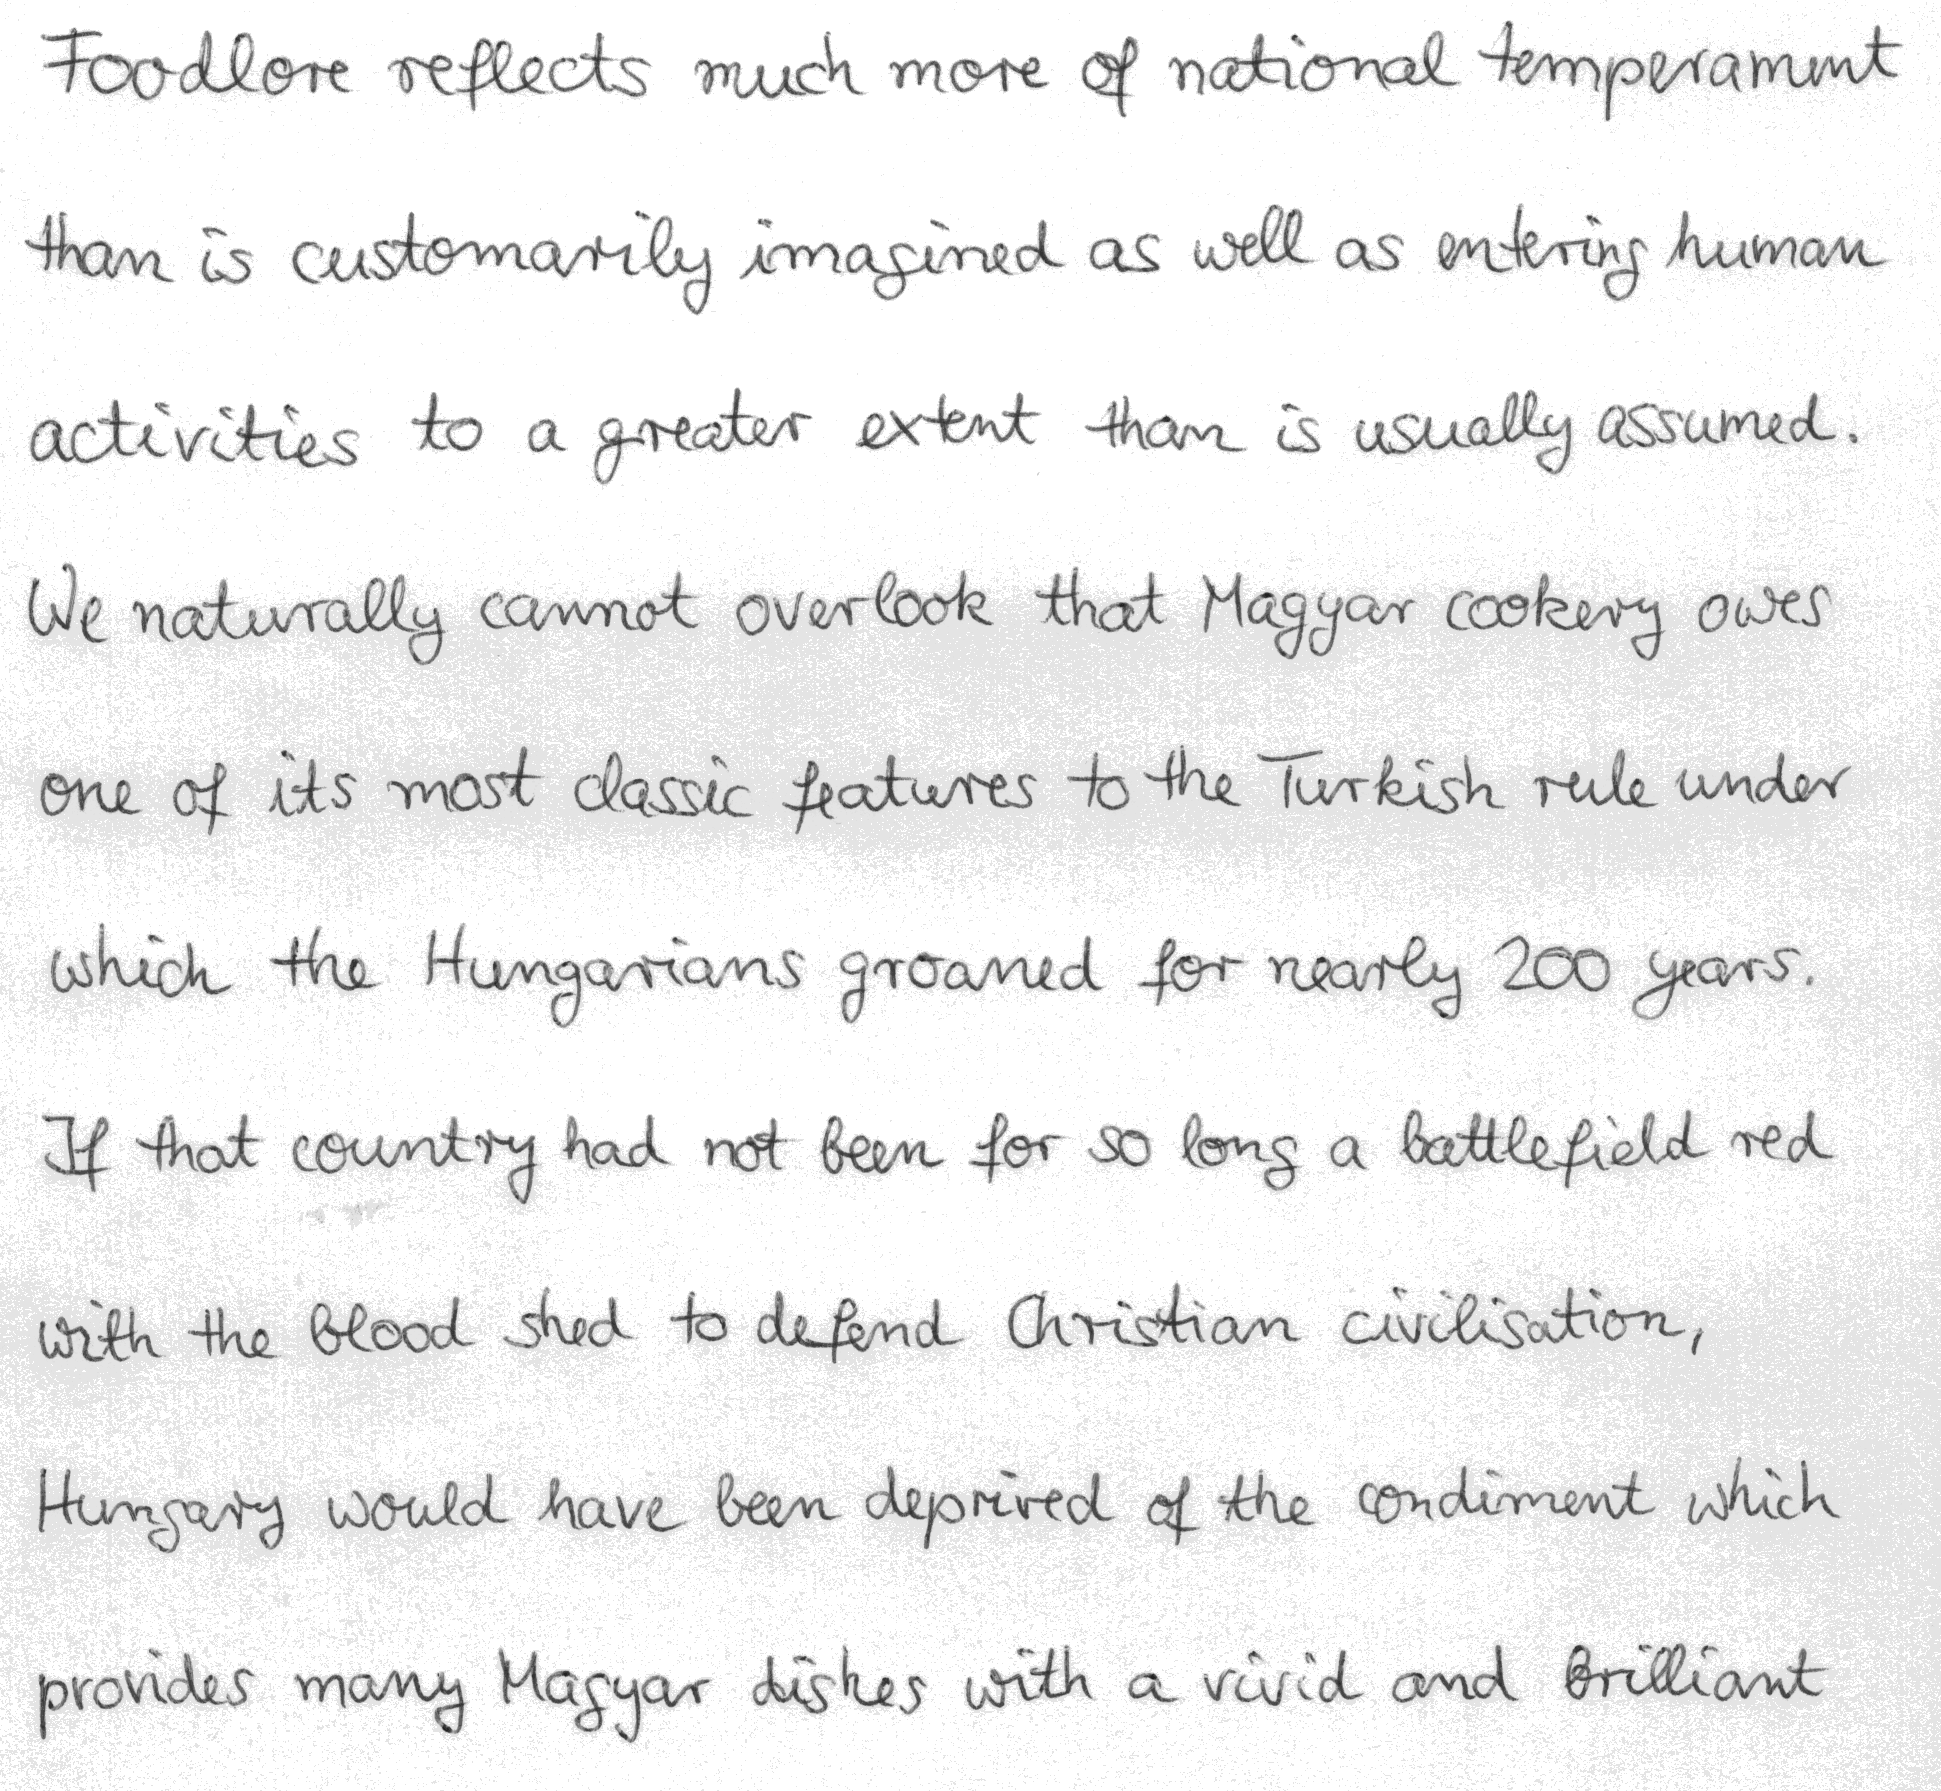 Foodlore reflects much more of national temperament
than is customarily imagined as well as entering human
activities to a greater extent than is usually assumed.
We naturally cannot overlook that Magyar cookery owes
one of its most classic features to the Turkish rule under
which the Hungarians groaned for nearly 200 years.
If that country had not been for so long a battlefield red
with the blood shed to defend Christian civilisation,
Hungary would have been deprived of the condiment which
provides many Magyar dishes with a vivid and brilliant